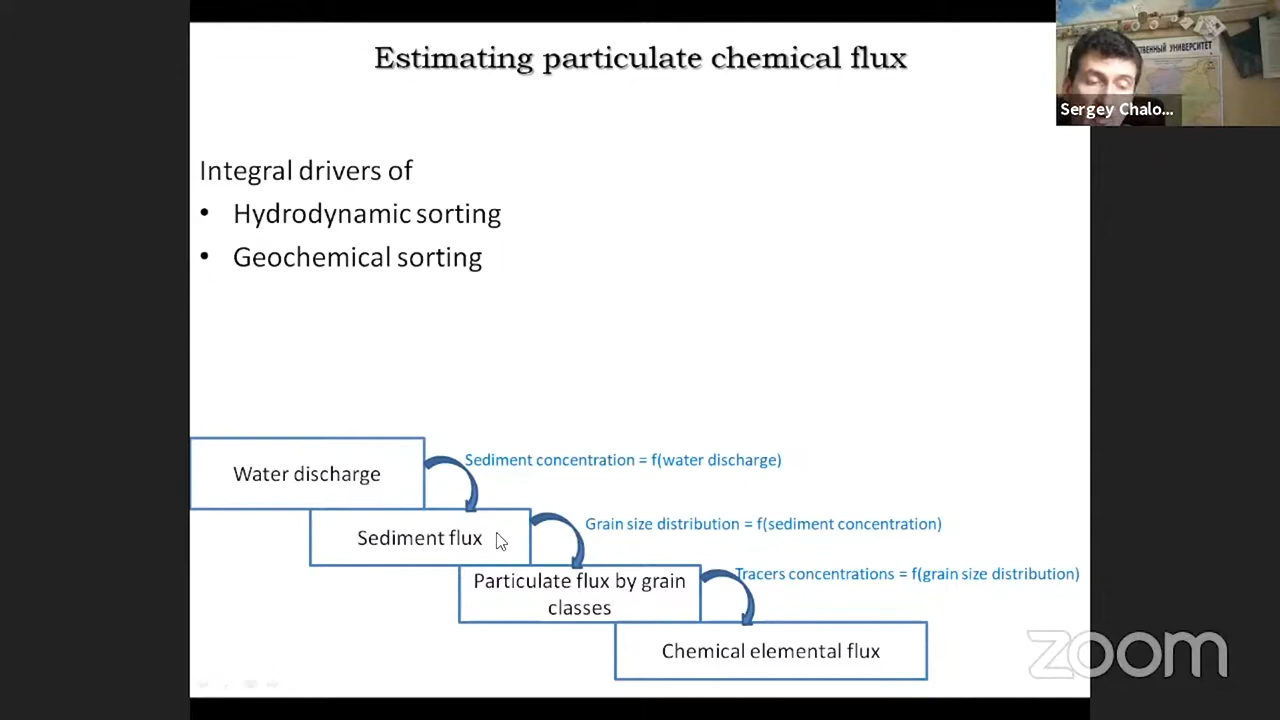 Estimating particulate chemical flux
СТВЕННЫЙ УНИВЕРСИТЕТ
Sergey Chalo...
Integral drivers of
• Hydrodynamic sorting
• Geochemical sorting
Water discharge
Sediment concentration = f(water discharge)
Sediment flux
Grain size distribution = f(sediment concentration)
Particulate flux by grain
classes
Tracers concentrations = f(grain size distribution)
Chemical elemental flux
zoom